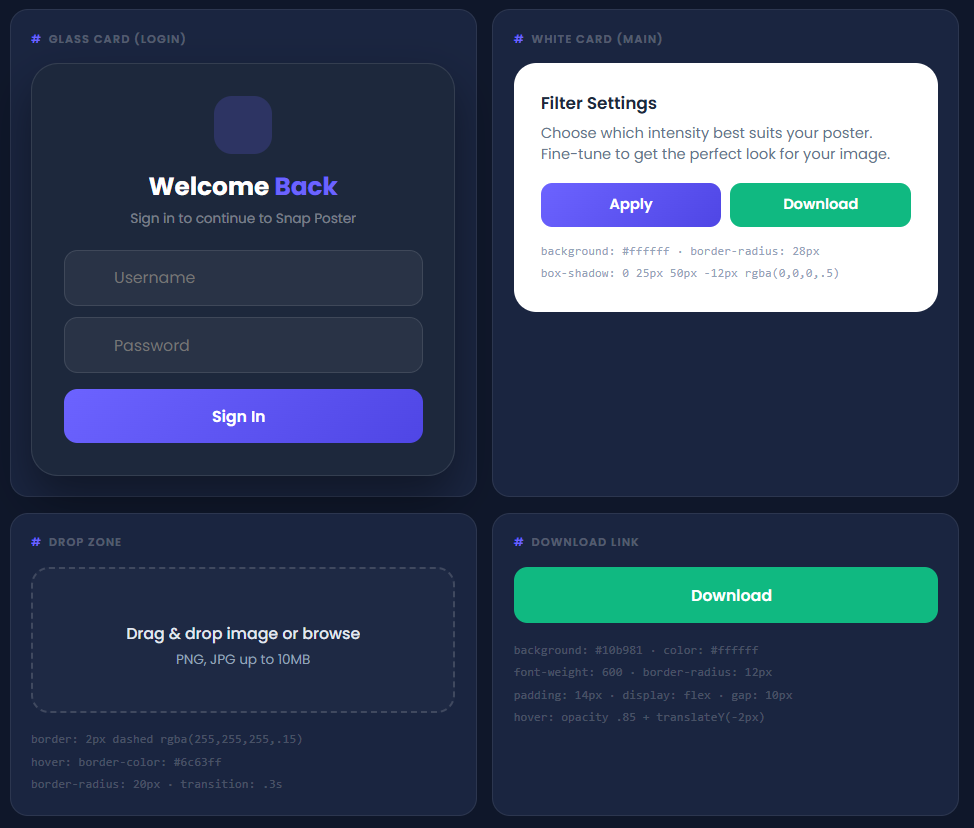 # GLASS CARD (LOGIN)
Welcome Back
Sign in to continue to Snap Poster
Username
Password
Sign In
# WHITE CARD (MAIN)
Filter Settings
Choose which intensity best suits your poster.
Fine-tune to get the perfect look for your image.
Apply
Download
background: #ffffff · border-radius: 28px
box-shadow: 0 25px 50px -12px rgba(0,0,0,.5)
# DROP ZONE
Drag & drop image or browse
PNG, JPG up to 10MB
border: 2px dashed rgba(255,255,255,.15)
hover: border-color: #6c63ff
border-radius: 20px · transition: .3s
# DOWNLOAD LINK
Download
background: #10b981 · color: #ffffff
font-weight: 600 · border-radius: 12px
padding: 14px · display: flex · gap: 10px
hover: opacity .85 + translateY(-2px)